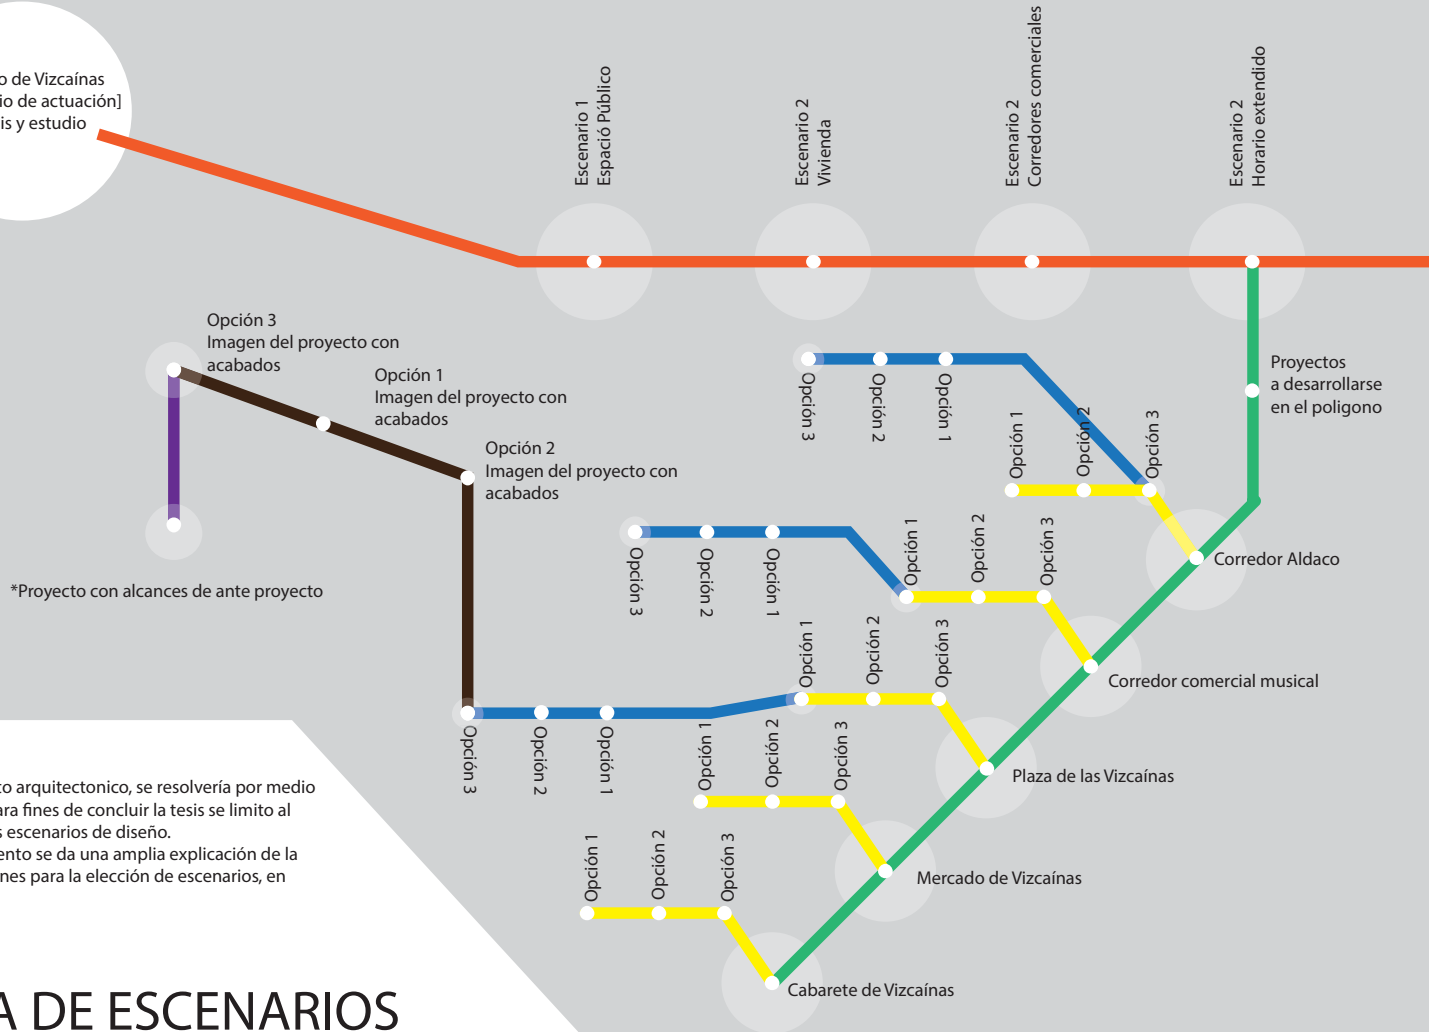 o de Vizcaínas
io de actuación]
is y estudio
Escenario 1
Espació Público
Escenario 2
Vivienda
Escenario 2
Corredores comerciales
Escenario 2
Horario extendido
Opción 3
Imagen del proyecto con
acabados
Opción 1
Imagen del proyecto con
acabados
Opción 2
Imagen del proyecto con
acabados
*Proyecto con alcances de ante proyecto
Proyectos
a desarrollarse
en el poligono
Opción 3
Opción 2
Opción 1
Opción 1
Opción 2
Opción 3
Corredor Aldaco
Opción 3
Opción 2
Opción 1
Opción 1
Opción 2
Opción 3
Corredor comercial musical
Opción 3
Opción 2
Opción 1
Opción 1
Opción 2
Opción 3
Plaza de las Vizcaínas
Opción 1
Opción 2
Opción 3
Mercado de Vizcaínas
Opción 1
Opción 2
Opción 3
Cabarete de Vizcaínas
to arquitectonico, se resolvería por medio
ara fines de concluir la tesis se limito al
s escenarios de diseño.
ento se da una amplia explicación de la
nes para la elección de escenarios, en
A DE ESCENARIOS